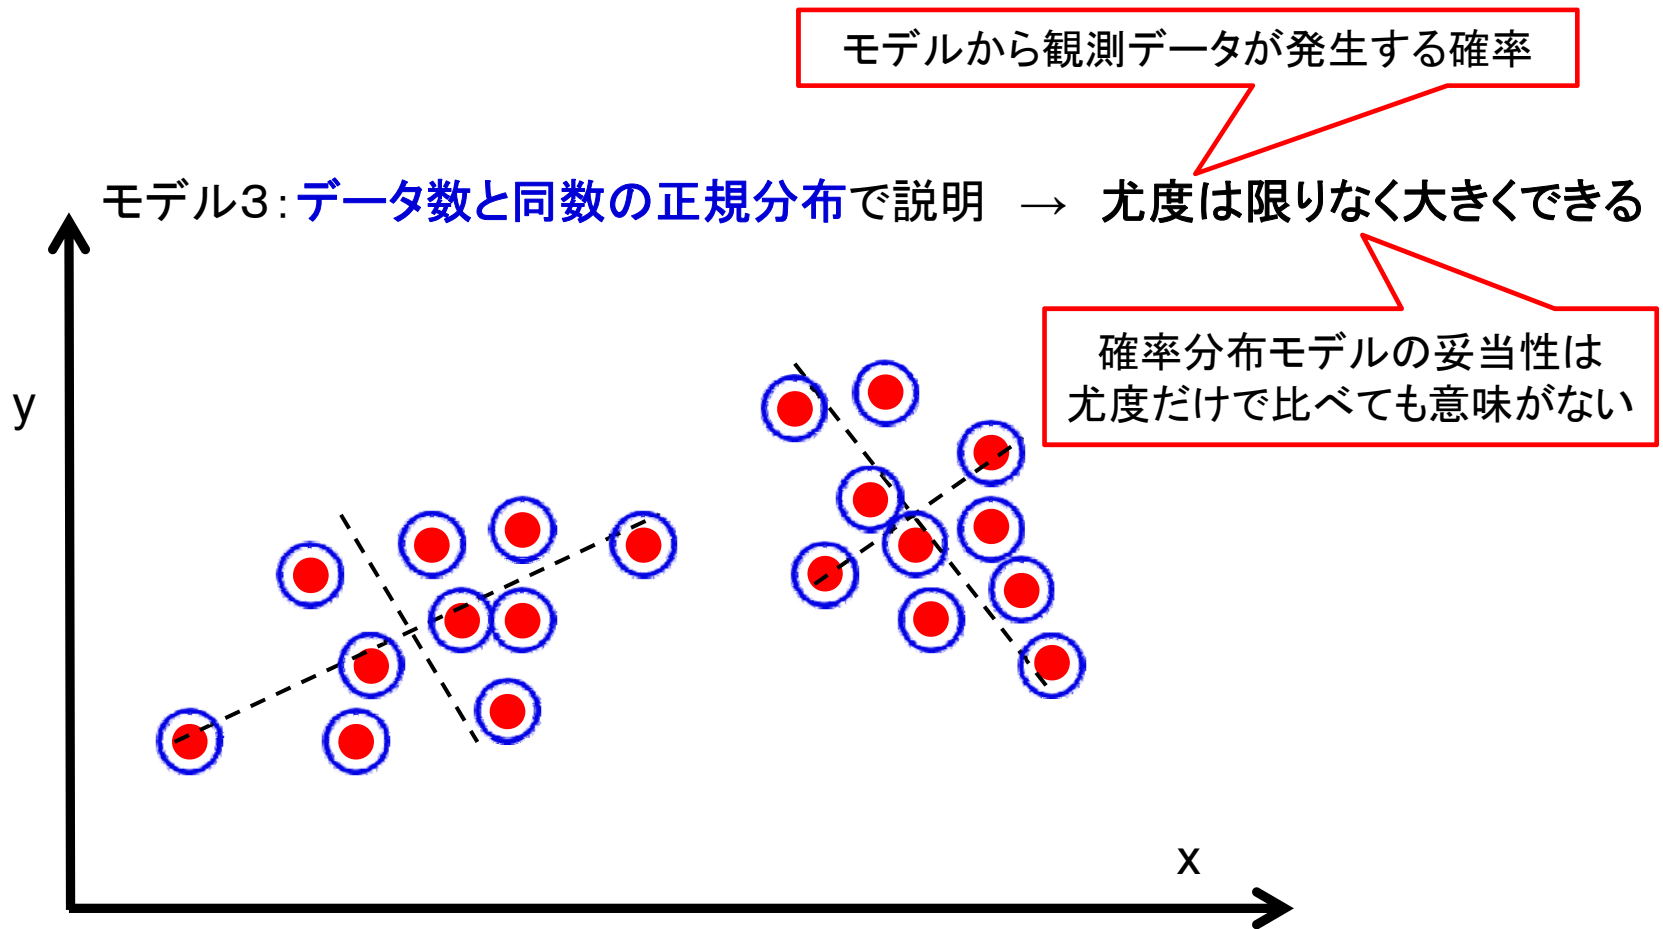 モデルから観測データが発生する確率
モデル3:データ数と同数の正規分布で説明 → 尤度は限りなく大きくできる
確率分布モデルの妥当性は
尤度だけで比べても意味がない
y
x